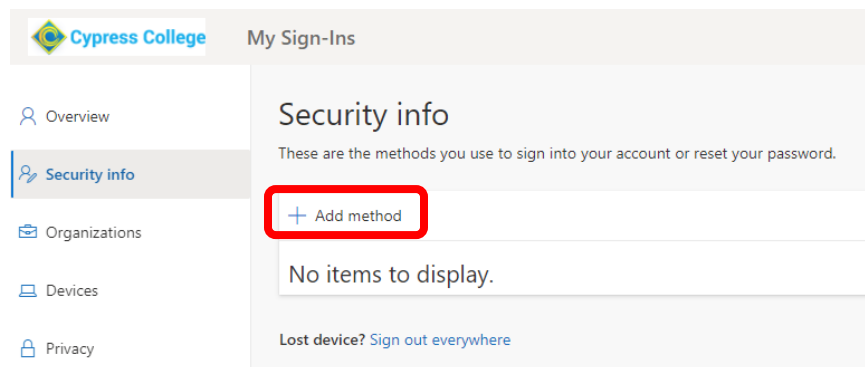 Cypress College
My Sign-Ins
Overview
Security info
Organizations
Devices
Privacy
Security info
These are the methods you use to sign into your account or reset your password.
Add method
No items to display.
Lost device? Sign out everywhere